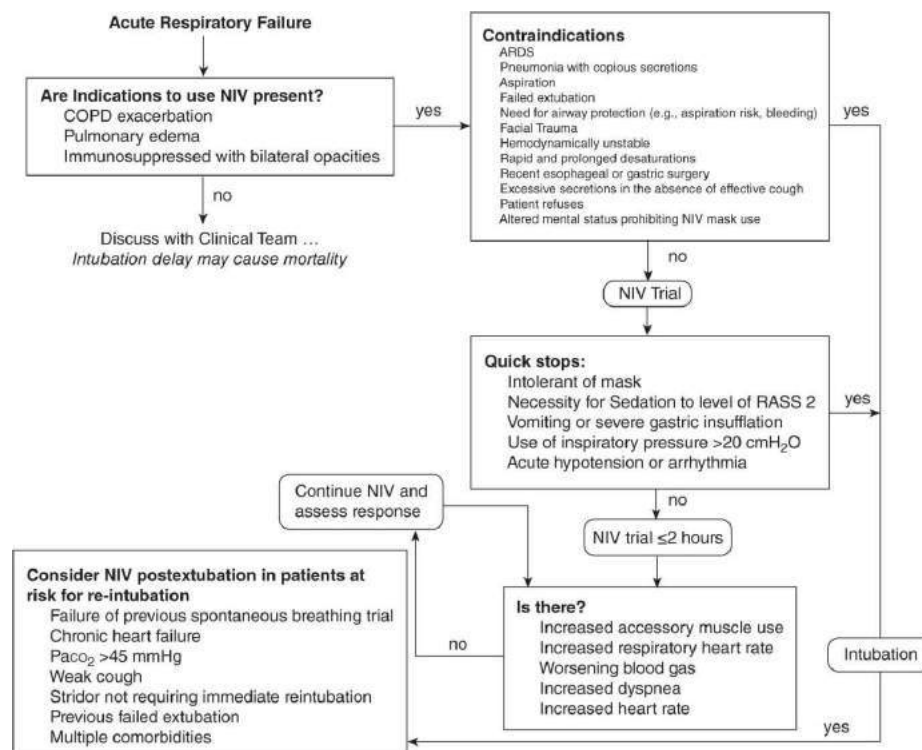 Acute Respiratory Failure
Are Indications to use NIV present?
COPD exacerbation
Pulmonary edema
Immunosuppressed with bilateral opacities
yes
no
Discuss with Clinical Team ...
Intubation delay may cause mortality
Contraindications
ARDS
Pneumonia with copious secretions
Aspiration
Failed extubation
Need for airway protection (e.g., aspiration risk, bleeding)
Facial Trauma
Hemodynamically unstable
Rapid and prolonged desaturations
Recent esophageal or gastric surgery
Excessive secretions in the absence of effective cough
Patient refuses
Altered mental status prohibiting NIV mask use
yes
no
NIV Trial
Quick stops:
Intolerant of mask
Necessity for Sedation to level of RASS 2
Vomiting or severe gastric insufflation
Use of inspiratory pressure >20 cmH₂O
Acute hypotension or arrhythmia
yes
no
NIV trial ≤2 hours
Continue NIV and
assess response
Is there?
Increased accessory muscle use
Increased respiratory heart rate
Worsening blood gas
Increased dyspnea
Increased heart rate
no
yes
Intubation
Consider NIV postextubation in patients at
risk for re-intubation
Failure of previous spontaneous breathing trial
Chronic heart failure
PaCO₂ >45 mmHg
Weak cough
Stridor not requiring immediate reintubation
Previous failed extubation
Multiple comorbidities